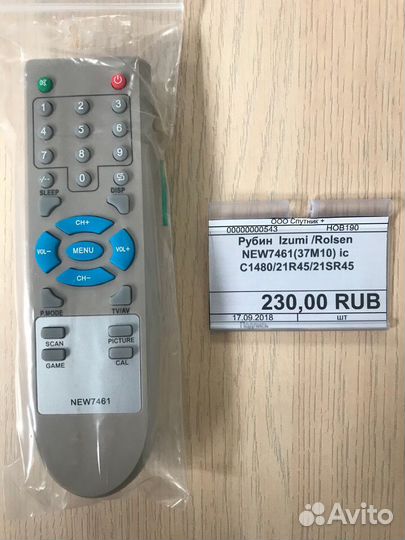 1 2 3
4 5 6
7 8 9
-/-- 0
SLEEP DISP
CH+
VOL- MENU VOL+
CH-
P.MODE TV/AV
SCAN PICTURE
GAME CAL
NEW7461
ООО Спутник +
00000000543 НОВ190
Рубин Izumi /Rolsen
NEW7461(37M10) ic
C1480/21R45/21SR45
230,00 RUB
17.09.2018 шт
Подпись
Avito